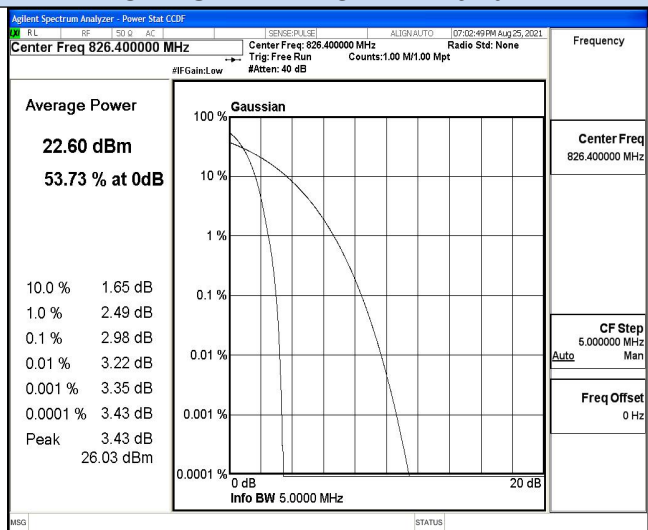 Agilent Spectrum Analyzer - Power Stat CCDF
LXI RL RF 50 Ω AC SENSE:PULSE ALIGN AUTO 07:02:49 PM Aug 25, 2021
Center Freq 826.400000 MHz
Center Freq: 826.400000 MHz Radio Std: None
Trig: Free Run Counts:1.00 M/1.00 Mpt
#IFGain:Low #Atten: 40 dB
Frequency
Average Power
22.60 dBm
53.73 % at 0dB
10.0 % 1.65 dB
1.0 % 2.49 dB
0.1 % 2.98 dB
0.01 % 3.22 dB
0.001 % 3.35 dB
0.0001 % 3.43 dB
Peak 3.43 dB
26.03 dBm
Gaussian
100 %
10 %
1 %
0.1 %
0.01 %
0.001 %
0.0001 %
0 dB 20 dB
Info BW 5.0000 MHz
Center Freq
826.400000 MHz
CF Step
5.000000 MHz
Auto Man
Freq Offset
0 Hz
MSG STATUS